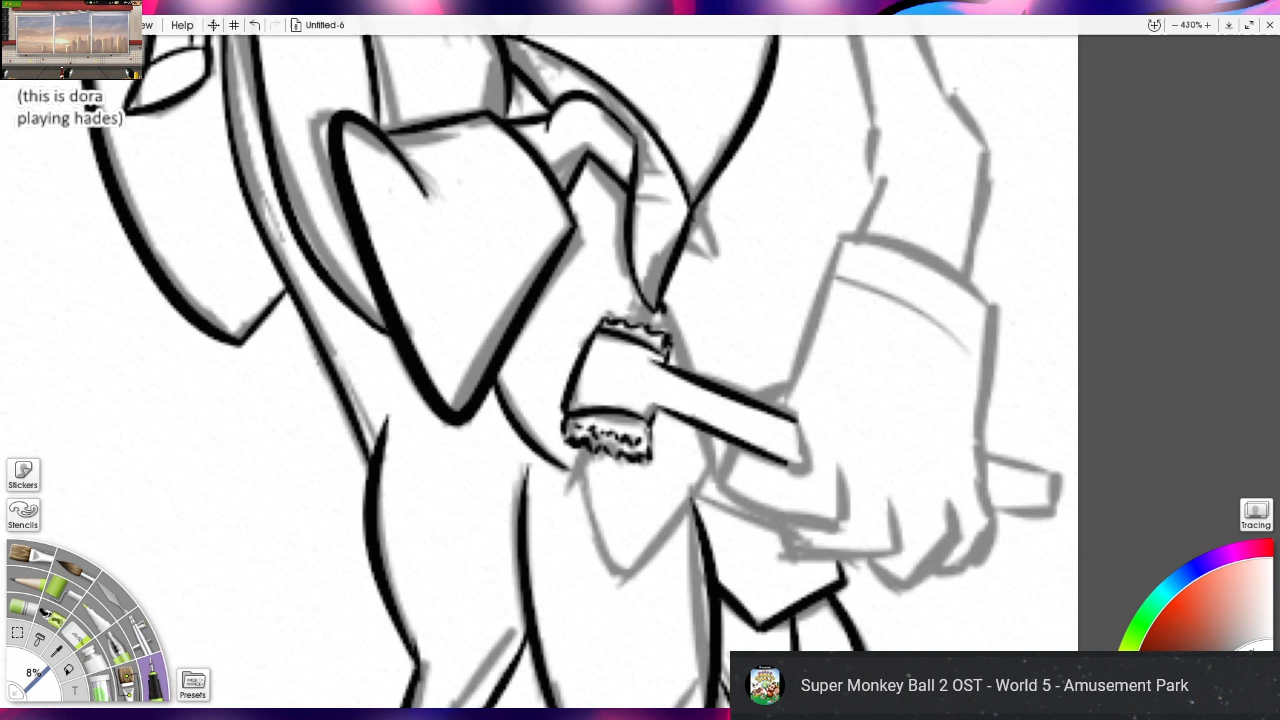 ew Help Untitled-6 430%
(this is dora
playing hades)
Stickers
Stencils
Tracing
8%
T
Presets
Super Monkey Ball 2 OST - World 5 - Amusement Park